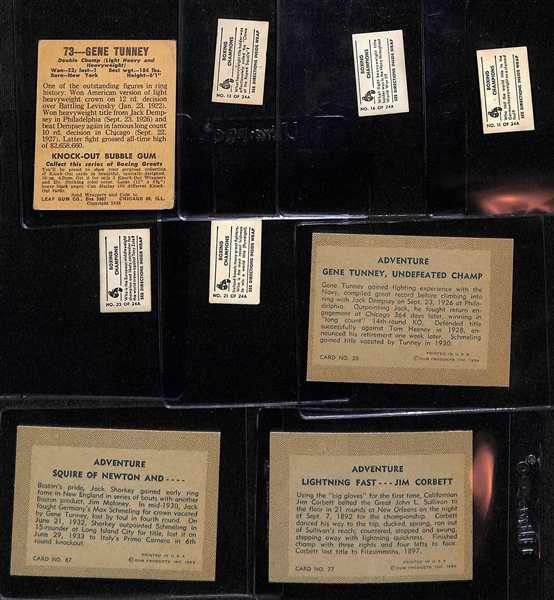 73---GENE TUNNEY
Double Champ (Light Heavy and
Heavyweight)
Won-52; lost-1 Best wgt.-186 lbs.
Born-New York Height-6'1"
One of the outstanding figures in ring
history. Won American version of light
heavyweight crown on 12 rd. decision
over Battling Levinsky (Jan. 23, 1922).
Won heavyweight title from Jack Demp-
sey in Philadelphia (Sept. 23, 1926) and
beat Dempsey again in famous long count
10 rd. decision in Chicago (Sept. 22,
1927). Latter fight grossed all-time high of
$2,658,660.
KNOCK-OUT BUBBLE GUM
Collect this series of Boxing Greats
LEAF GUM CO., Box 5907 CHICAGO 80, ILL.
Copyright 1948
BOXING
CHAMPIONS
SEE DIRECTIONS INSIDE WRAP
NO. 13 OF 24A
BOXING
CHAMPIONS
SEE DIRECTIONS INSIDE WRAP
NO. 16 OF 24A
BOXING
CHAMPIONS
SEE DIRECTIONS INSIDE WRAP
NO. 11 OF 24A
BOXING
CHAMPIONS
SEE DIRECTIONS INSIDE WRAP
NO. 23 OF 24A
BOXING
CHAMPIONS
SEE DIRECTIONS INSIDE WRAP
NO. 21 OF 24A
ADVENTURE
GENE TUNNEY, UNDEFEATED CHAMP
Gene Tunney gained fighting experience with the
Navy, compiled great record before climbing into
ring with Jack Dempsey on Sept. 23, 1926 at Phila-
delphia. Outpointing Jack, he fought return en-
gagement at Chicago 364 days later, winning in
"long count" 14th-round KO. Defended title
successfully against Tom Heeney in 1928, an-
nounced his retirement one week later. Schmeling
gained title vacated by Tunney in 1930.
PRINTED IN U.S.A.
CARD NO. 35 ©GUM PRODUCTS, INC.
ADVENTURE
SQUIRE OF NEWTON AND ----
Boston's pride, Jack Sharkey gained early ring
fame in New England in series of bouts with another
Boston product, Jim Maloney. In mid-1930, Jack
fought Germany's Max Schmeling for crown vacated
by Gene Tunney, lost by foul in fourth round. On
June 21, 1932, Sharkey outpointed Schmeling in
15-rounder at Long Island City for title, lost it on
June 29, 1933 to Italy's Primo Carnera in 6th
round knockout.
PRINTED IN U.S.A.
CARD NO. 87 ©GUM PRODUCTS, INC.
ADVENTURE
LIGHTNING FAST---JIM CORBETT
Using the "big gloves" for the first time, Californian
Jim Corbett belted the Great John L. Sullivan to
the floor in 21 rounds at New Orleans on the night
of Sept. 7, 1892 for the championship. Corbett
danced his way to the top, ducked, sprang, ran out
of Sullivan's reach; countered, stopped and swung,
stepping away with lightning quickness. Finished
champ with three rights and four lefts to face.
Corbett lost title to Fitzsimmons, 1897.
PRINTED IN U.S.A.
CARD NO. 77 ©GUM PRODUCTS, INC.